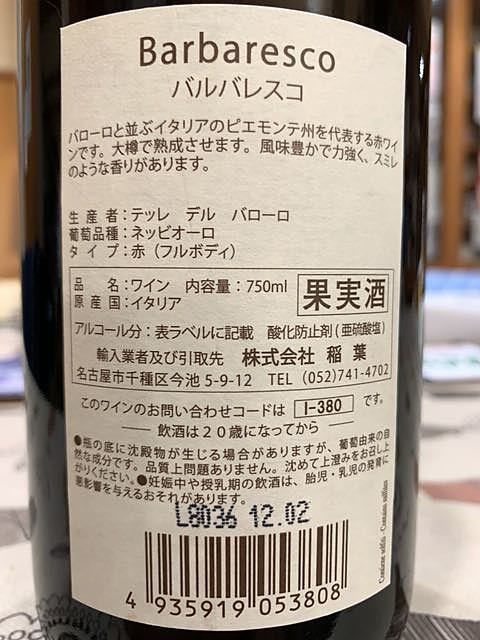 Barbaresco
バルバレスコ
バローロと並ぶイタリアのピエモンテ州を代表する赤ワイ
ンです。大樽で熟成させます。風味豊かで力強く、スミレ
のような香りがあります。
生産者：テッレ デル バローロ
葡萄品種：ネッビオーロ
タイプ：赤（フルボディ）
品名：ワイン 内容量：750ml
原産国：イタリア
果実酒
アルコール分：表ラベルに記載 酸化防止剤(亜硫酸塩)
輸入業者及び引取先 株式会社 稲葉
名古屋市千種区今池 5-9-12 TEL (052)741-4702
このワインのお問い合わせコードは I-380 です。
── 飲酒は２０歳になってから ──
●瓶の底に沈殿物が生じる場合がありますが、葡萄由来の自
然な成分です。品質上問題ありません。沈めて上澄みをお召し上
がりください。●妊娠中や授乳期の飲酒は、胎児・乳児の発育に
悪影響を与えるおそれがあります。
L8036 12.02
Contiene solfiti -Contains sulfites
4 935919 053808